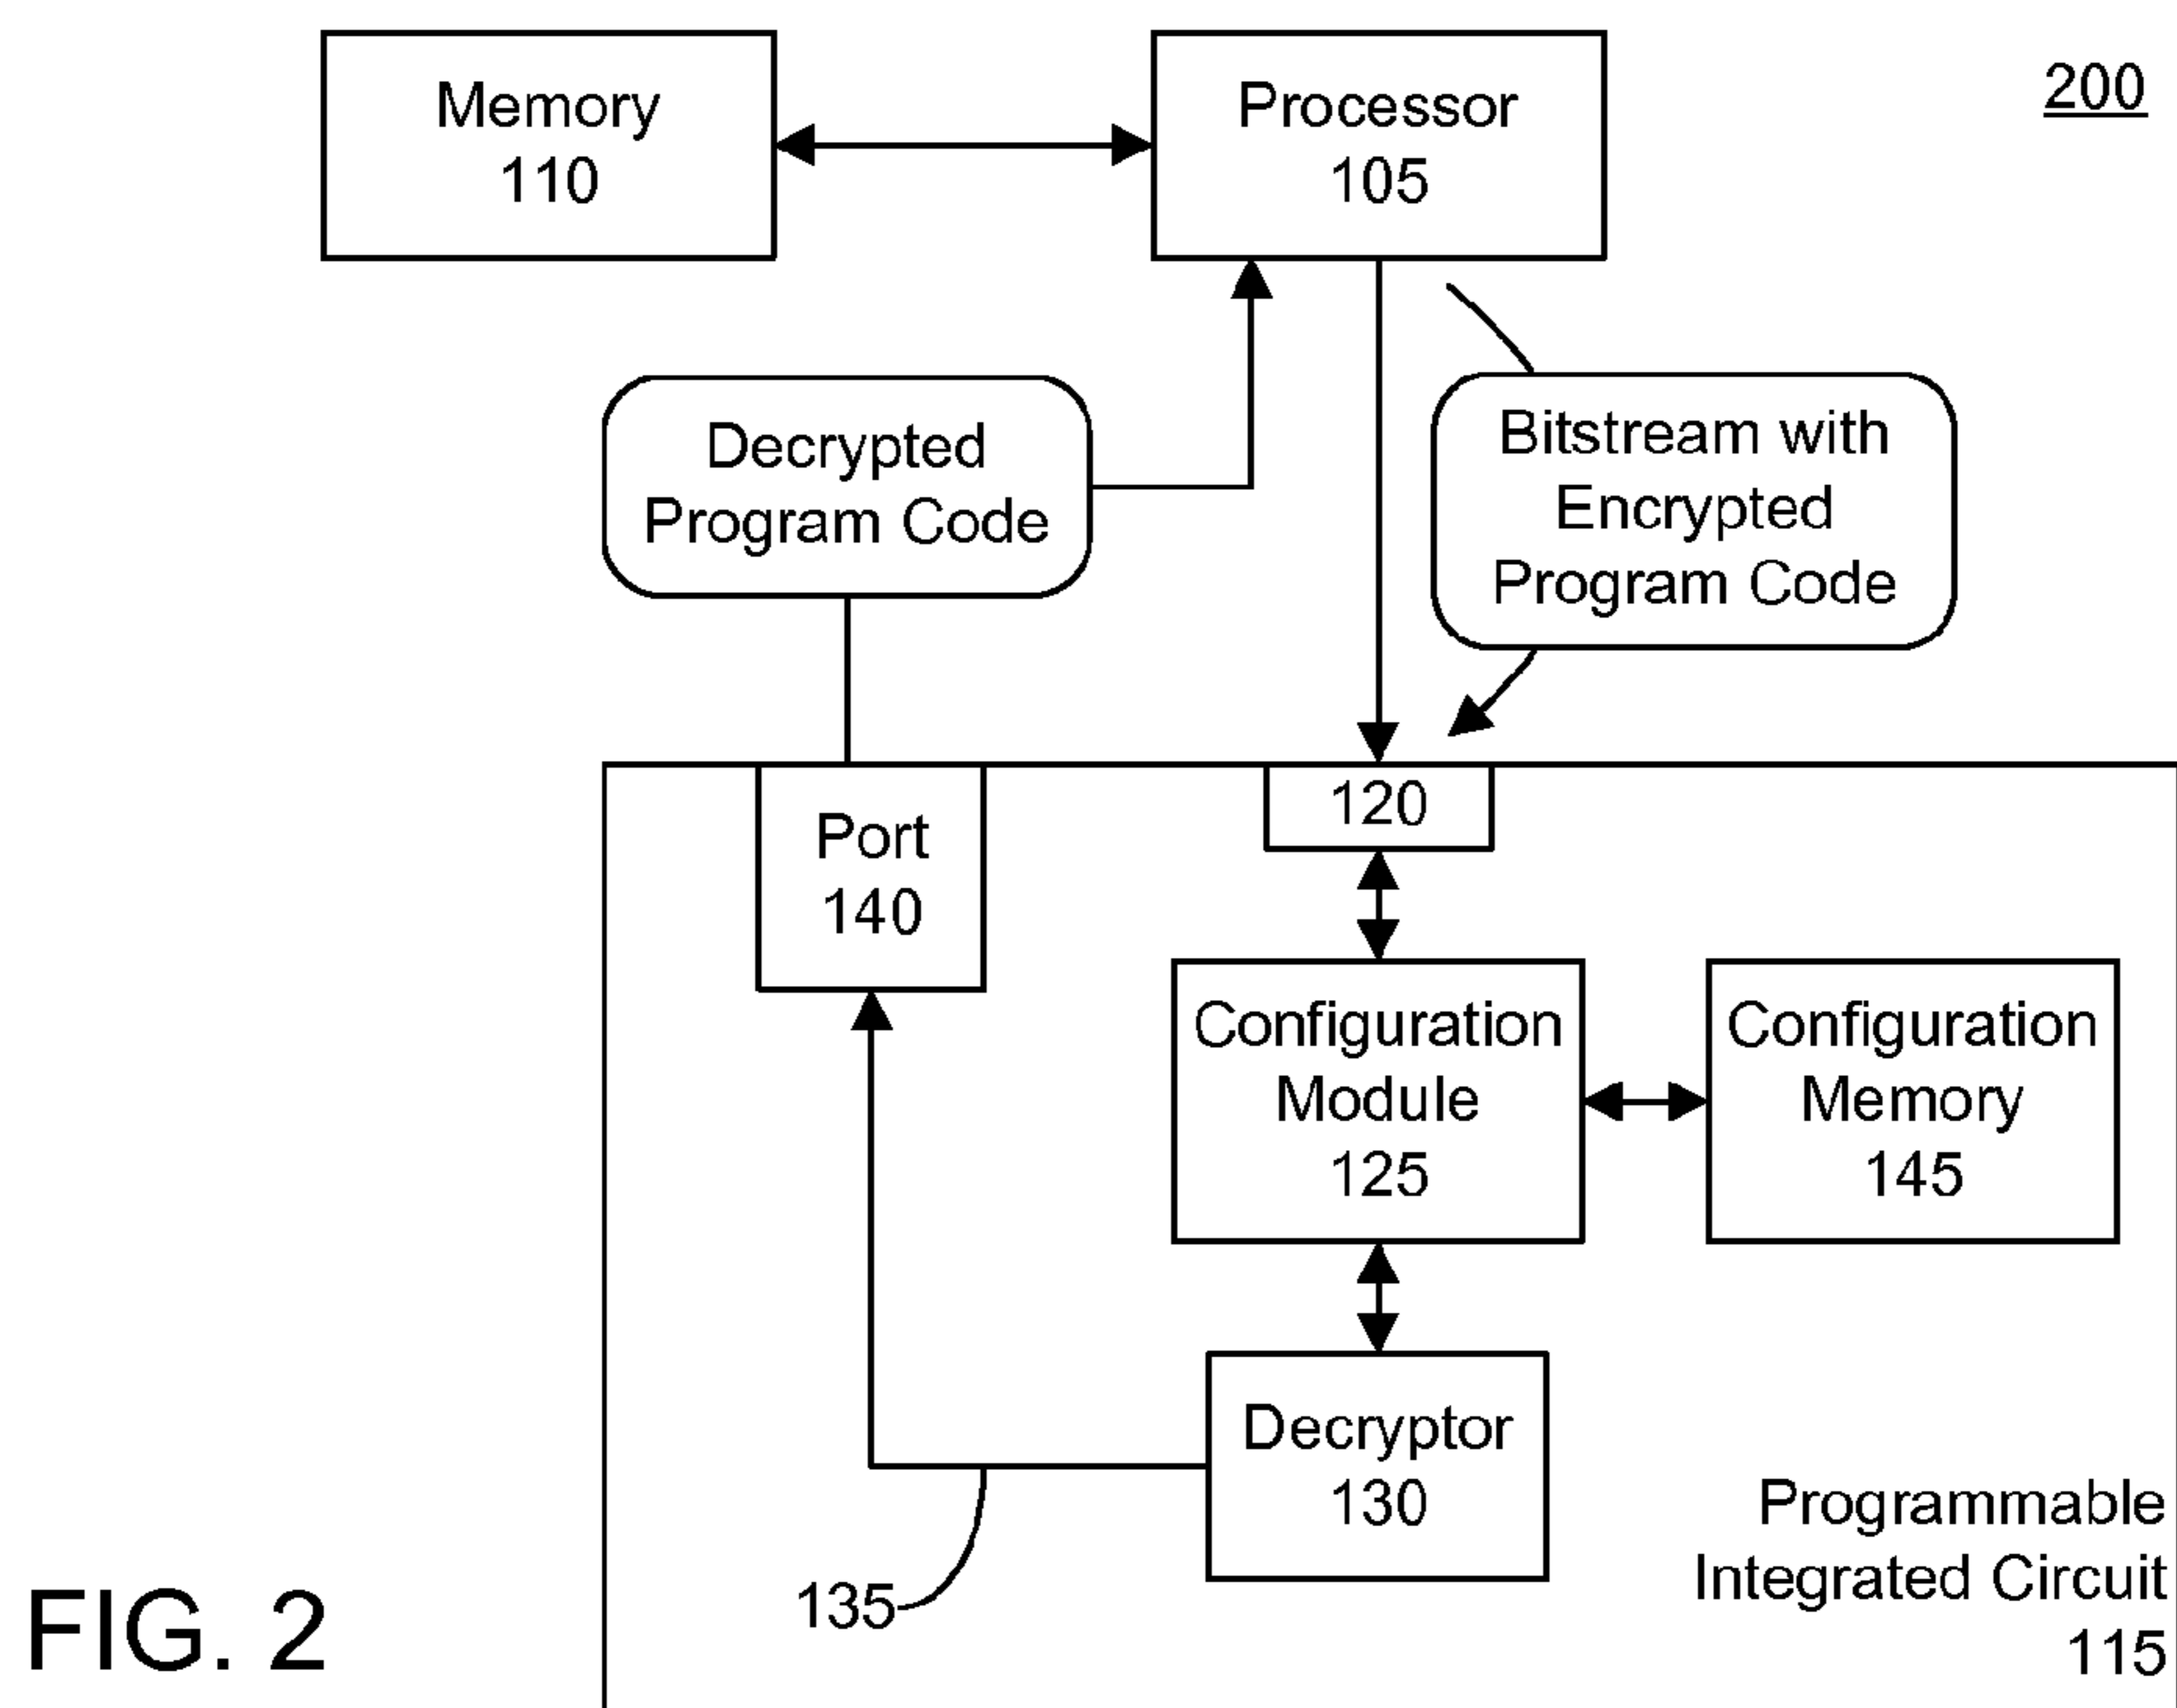 Memory
110
Processor
105
200
Decrypted
Program Code
Bitstream with
Encrypted
Program Code
120
Port
140
Configuration
Module
125
Configuration
Memory
145
Decryptor
130
135
Programmable
Integrated Circuit
115
FIG. 2